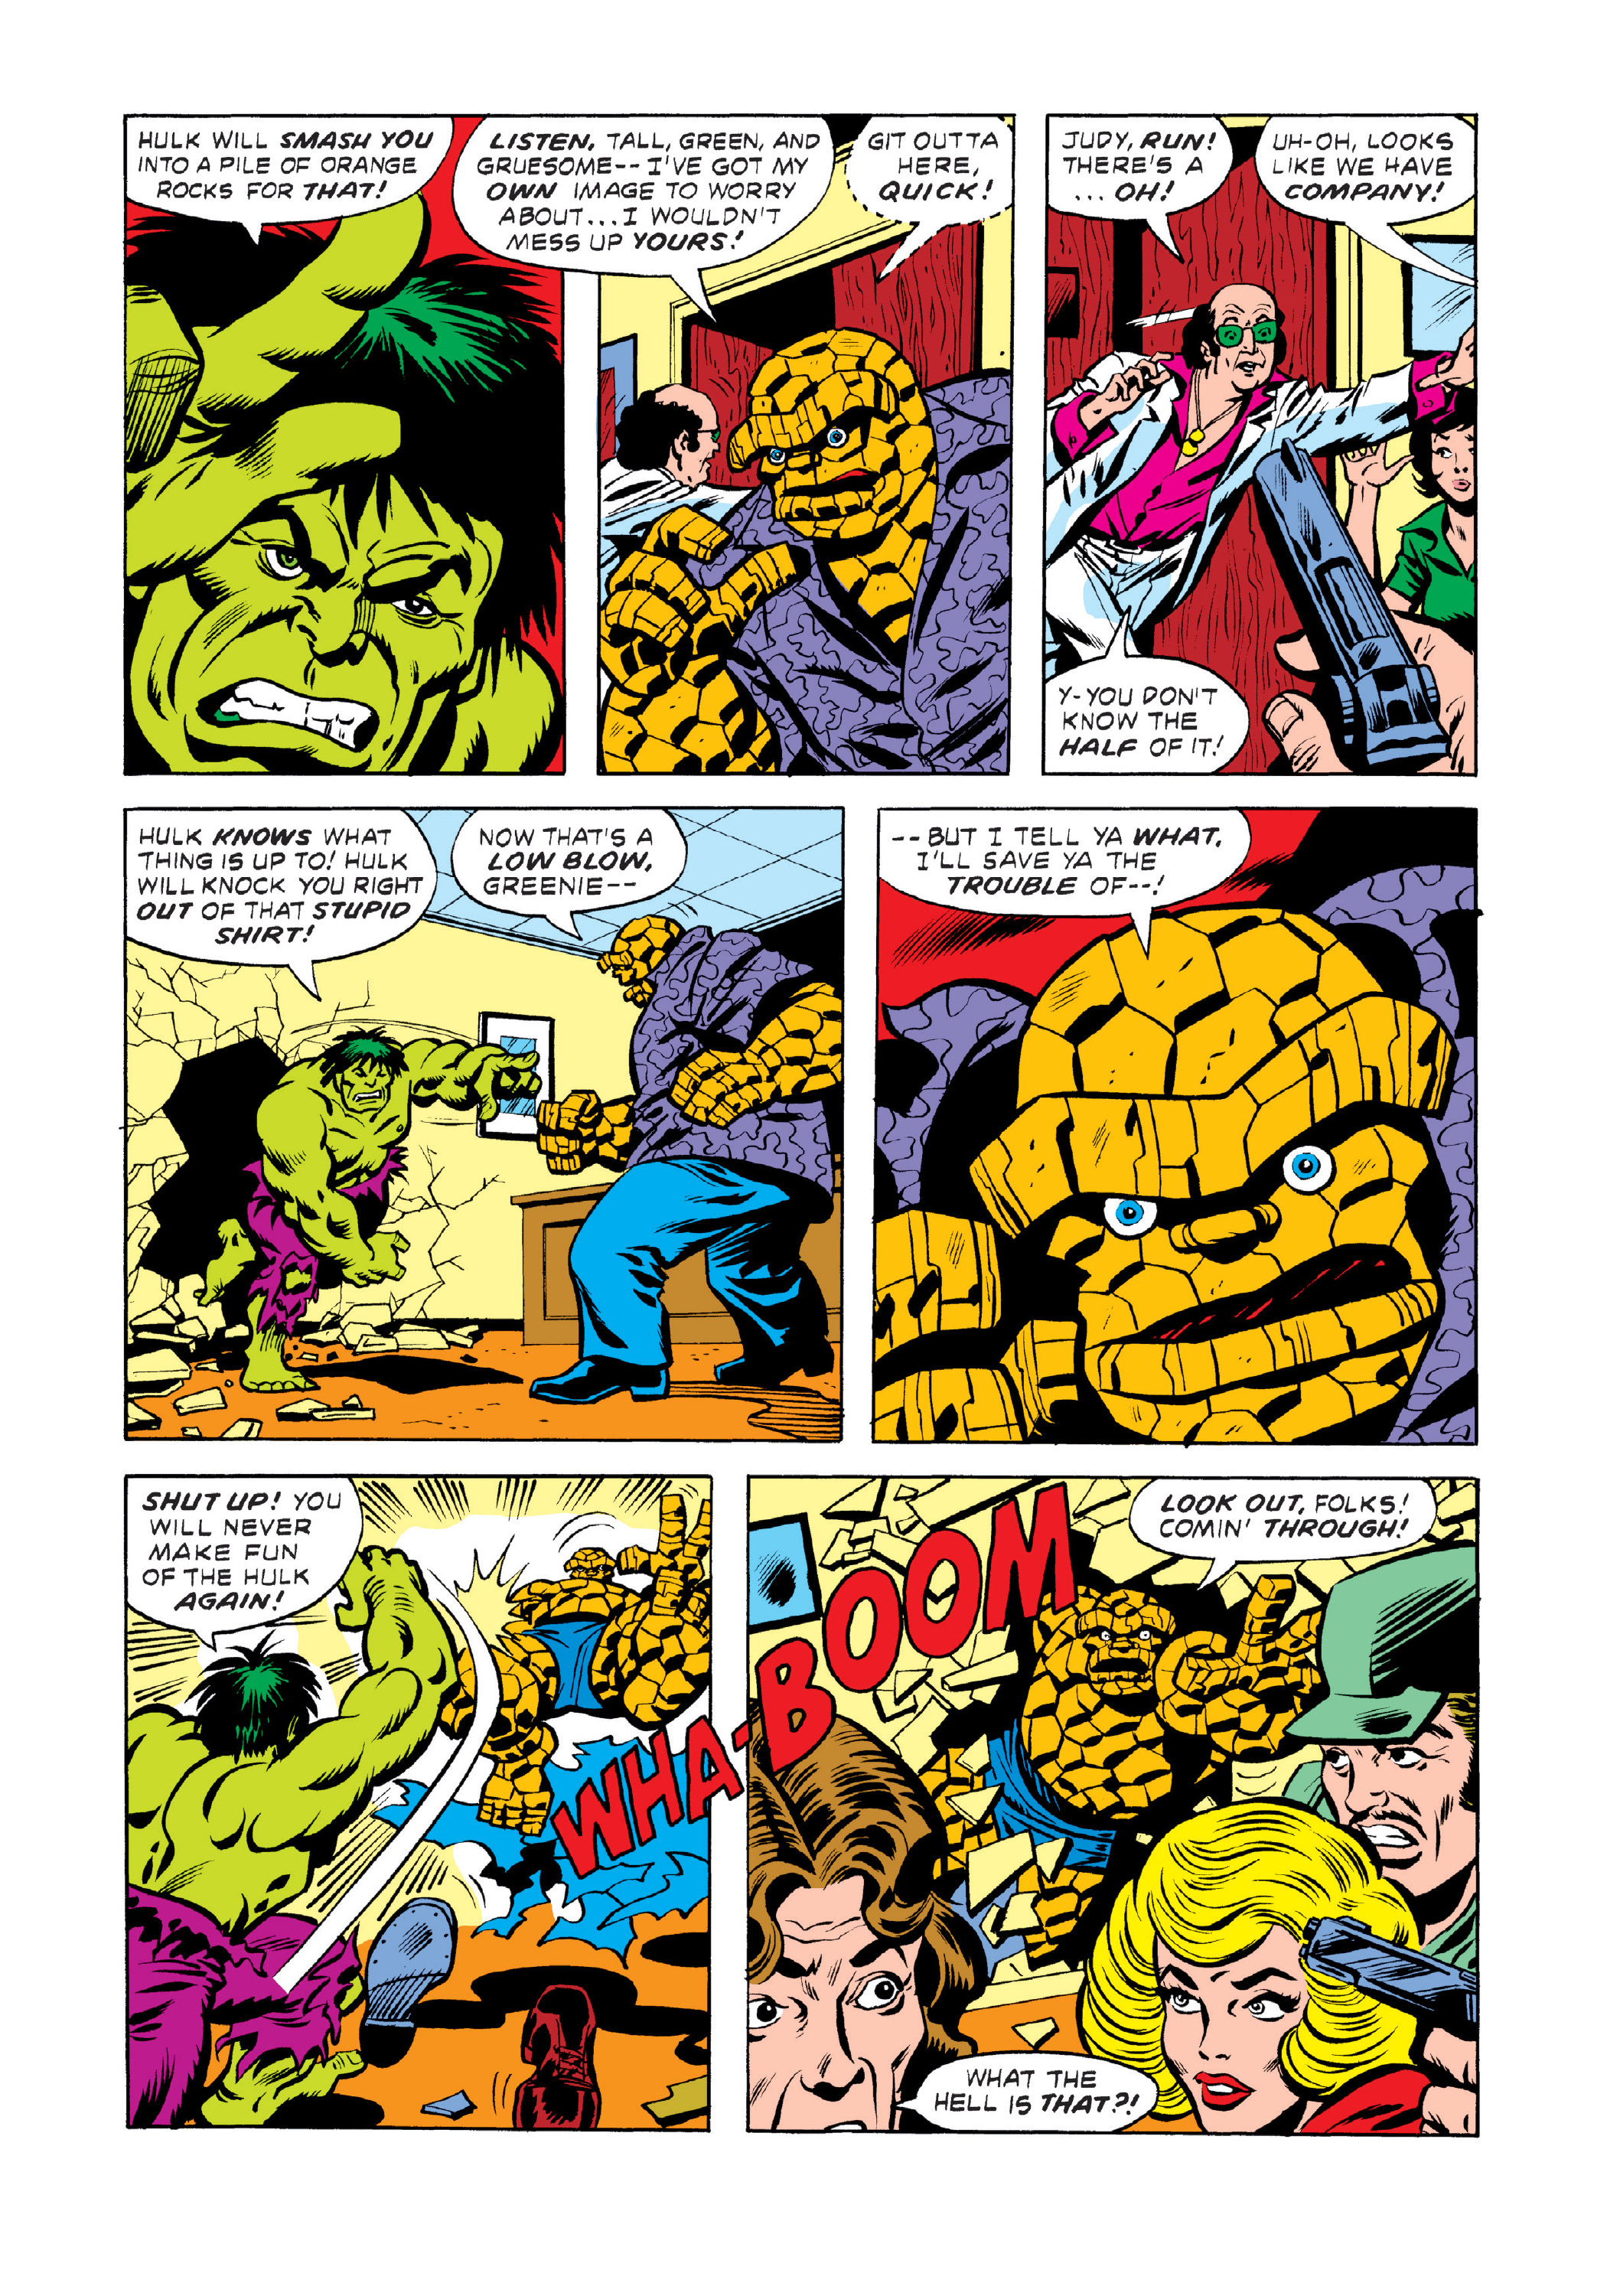 HULK WILL SMASH YOU
INTO A PILE OF ORANGE
ROCKS FOR THAT!
LISTEN, TALL, GREEN, AND
GRUESOME-- I'VE GOT MY
OWN IMAGE TO WORRY
ABOUT... I WOULDN'T
MESS UP YOURS!
GIT OUTTA
HERE,
QUICK!
JUDY, RUN!
THERE'S A
... OH!
UH-OH, LOOKS
LIKE WE HAVE
COMPANY!
Y-YOU DON'T
KNOW THE
HALF OF IT!
HULK KNOWS WHAT
THING IS UP TO! HULK
WILL KNOCK YOU RIGHT
OUT OF THAT STUPID
SHIRT!
NOW THAT'S A
LOW BLOW,
GREENIE--
-- BUT I TELL YA WHAT,
I'LL SAVE YA THE
TROUBLE OF--!
SHUT UP! YOU
WILL NEVER
MAKE FUN
OF THE HULK
AGAIN!
WHA-BOOM
LOOK OUT, FOLKS!
COMIN' THROUGH!
WHAT THE
HELL IS THAT?!